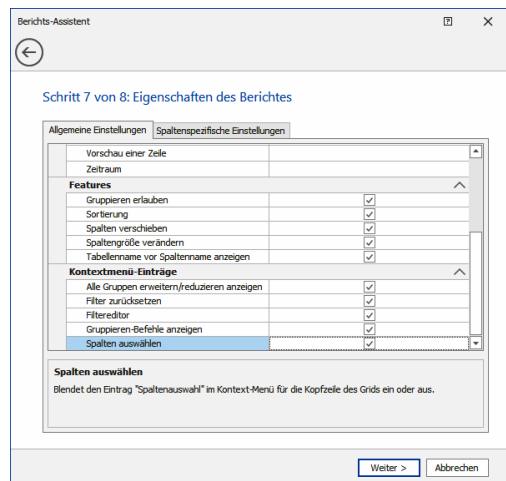 Berichts-Assistent
Schritt 7 von 8: Eigenschaften des Berichtes
Allgemeine Einstellungen Spaltenspezifische Einstellungen
Vorschau einer Zeile
Zeitraum
Features
Gruppieren erlauben
Sortierung
Spalten verschieben
Spaltengröße verändern
Tabellenname vor Spaltenname anzeigen
Kontextmenü-Einträge
Alle Gruppen erweitern/reduzieren anzeigen
Filter zurücksetzen
Filtereditor
Gruppieren-Befehle anzeigen
Spalten auswählen
Spalten auswählen
Blendet den Eintrag "Spaltenauswahl" im Kontext-Menü für die Kopfzeile des Grids ein oder aus.
Weiter > Abbrechen